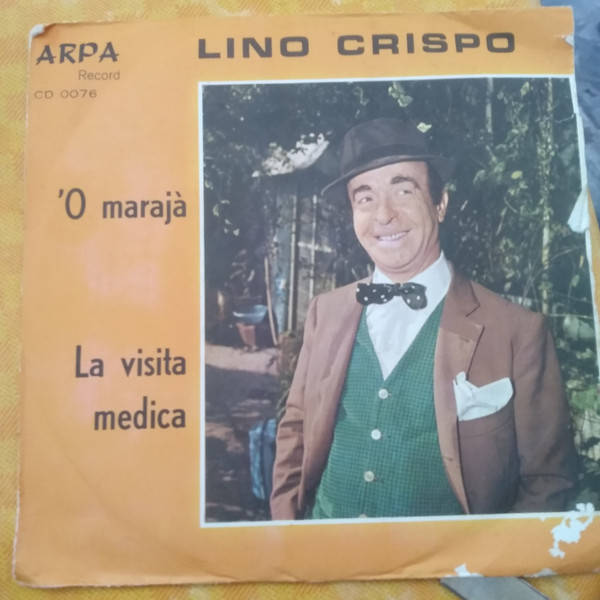 ARPA
Record
CD 0076
LINO CRISPO
'O marajà
La visita
medica